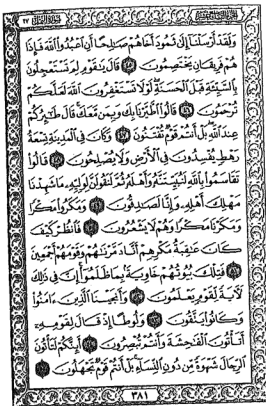 وَلَقَدْ أَرْسَلْنَا إِلَىٰ ثَمُودَ أَخَاهُمْ صَالِحًا أَنِ اعْبُدُوا اللَّهَ فَإِذَا
هُمْ فَرِيقَانِ يَخْتَصِمُونَ ٤٥ قَالَ يَا قَوْمِ لِمَ تَسْتَعْجِلُونَ
بِالسَّيِّئَةِ قَبْلَ الْحَسَنَةِ لَوْلَا تَسْتَغْفِرُونَ اللَّهَ لَعَلَّكُمْ
تُرْحَمُونَ ٤٦ قَالُوا اطَّيَّرْنَا بِكَ وَبِمَن مَّعَكَ قَالَ طَائِرُكُمْ
عِندَ اللَّهِ بَلْ أَنتُمْ قَوْمٌ تُفْتَنُونَ ٤٧ وَكَانَ فِي الْمَدِينَةِ تِسْعَةُ
رَهْطٍ يُفْسِدُونَ فِي الْأَرْضِ وَلَا يُصْلِحُونَ ٤٨ قَالُوا
تَقَاسَمُوا بِاللَّهِ لَنُبَيِّتَنَّهُ وَأَهْلَهُ ثُمَّ لَنَقُولَنَّ لِوَلِيِّهِ مَا شَهِدْنَا
مَهْلِكَ أَهْلِهِ وَإِنَّا لَصَادِقُونَ ٤٩ وَمَكَرُوا مَكْرًا
وَمَكَرْنَا مَكْرًا وَهُمْ لَا يَشْعُرُونَ ٥٠ فَانظُرْ كَيْفَ
كَانَ عَاقِبَةُ مَكْرِهِمْ أَنَّا دَمَّرْنَاهُمْ وَقَوْمَهُمْ أَجْمَعِينَ
٥١ فَتِلْكَ بُيُوتُهُمْ خَاوِيَةً بِمَا ظَلَمُوا إِنَّ فِي ذَٰلِكَ
لَآيَةً لِّقَوْمٍ يَعْلَمُونَ ٥٢ وَأَنجَيْنَا الَّذِينَ ءَامَنُوا
وَكَانُوا يَتَّقُونَ ٥٣ وَلُوطًا إِذْ قَالَ لِقَوْمِهِ
أَتَأْتُونَ الْفَاحِشَةَ وَأَنتُمْ تُبْصِرُونَ ٥٤ أَئِنَّكُمْ لَتَأْتُونَ
الرِّجَالَ شَهْوَةً مِّن دُونِ النِّسَاءِ بَلْ أَنتُمْ قَوْمٌ تَجْهَلُونَ ٥٥
٣٨١